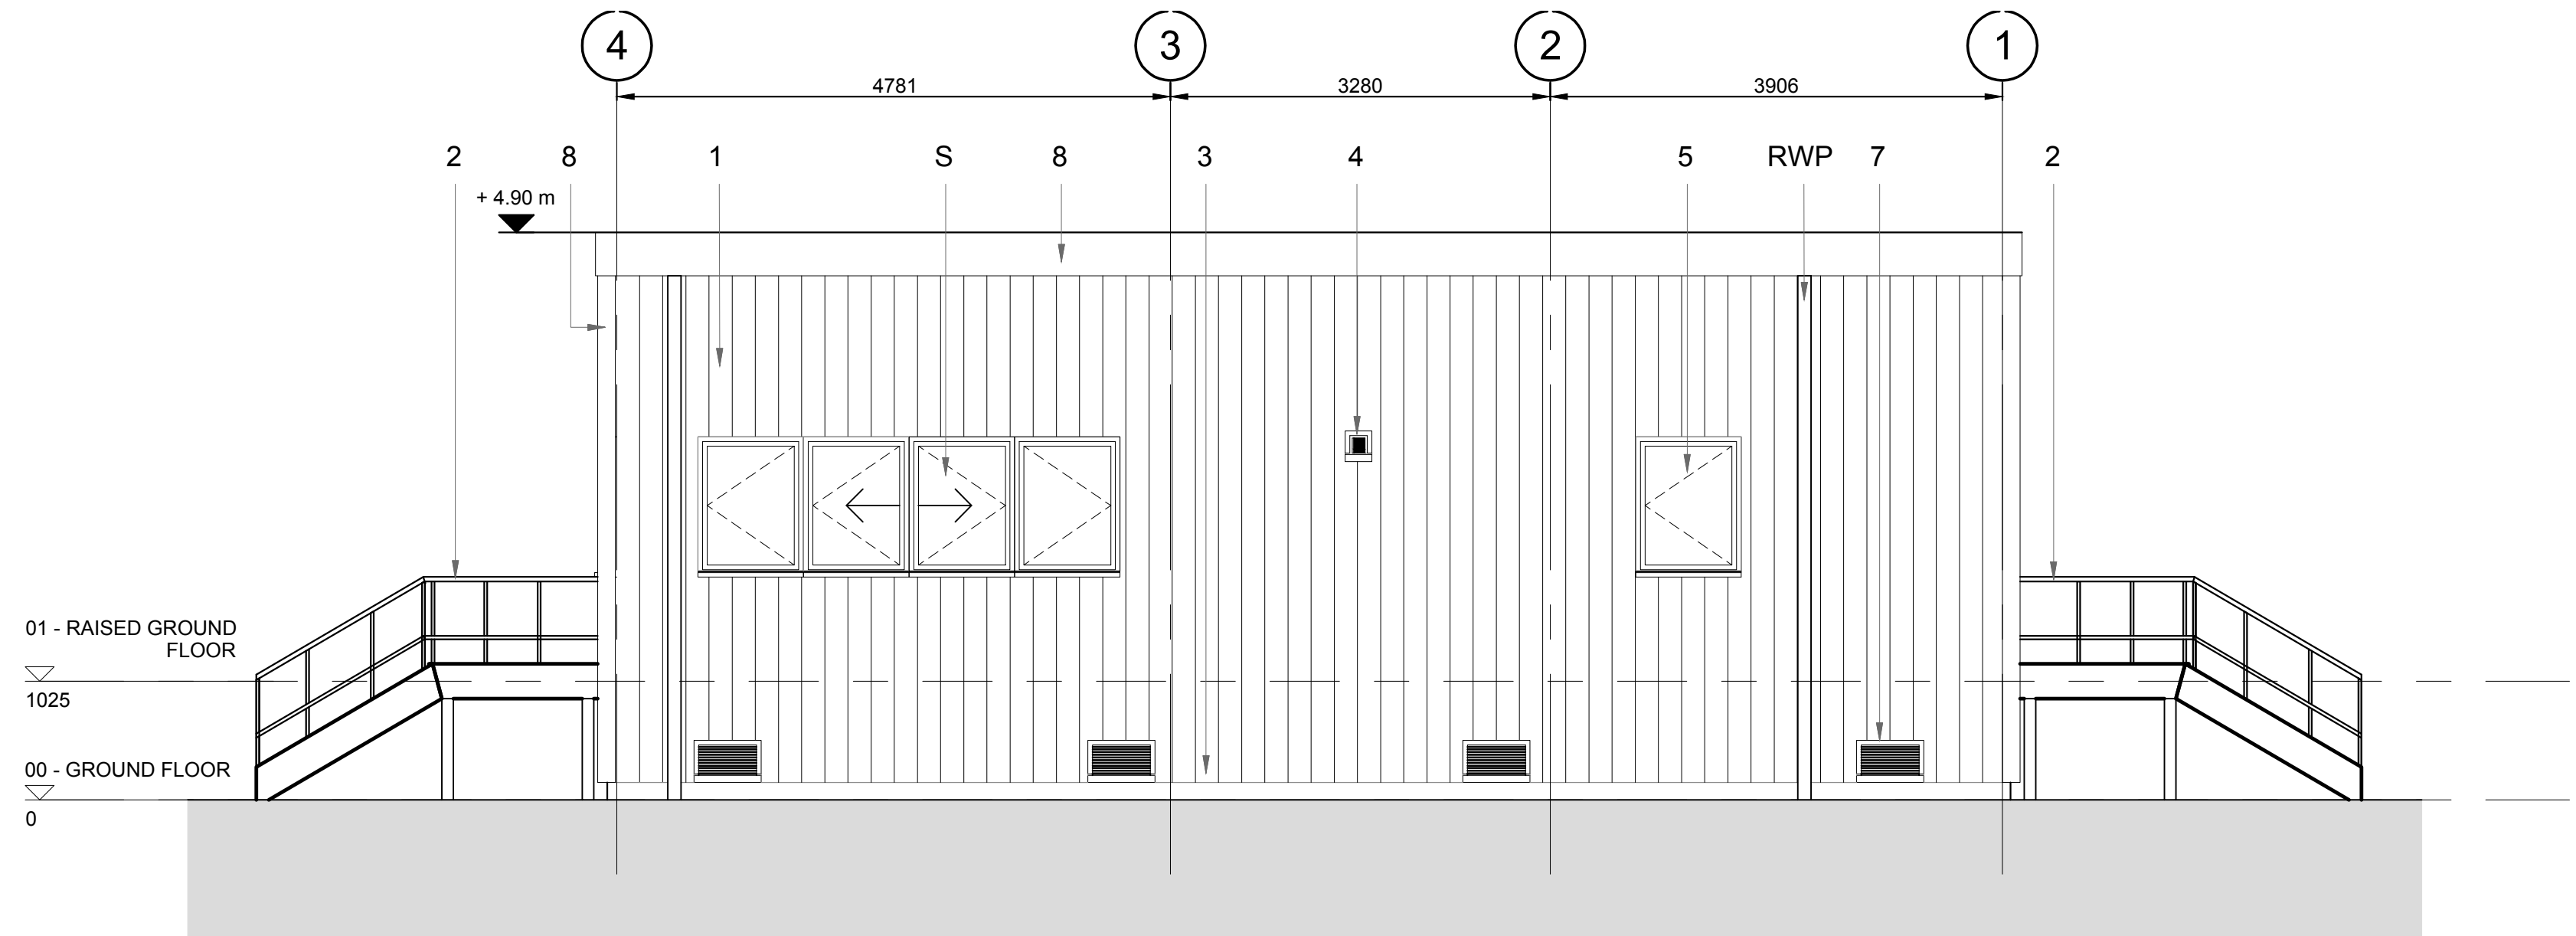 4 3 2 1
4781 3280 3906
2 8 1 S 8 3 4 5 RWP 7 2
+ 4.90 m
01 - RAISED GROUND
FLOOR
1025
00 - GROUND FLOOR
0